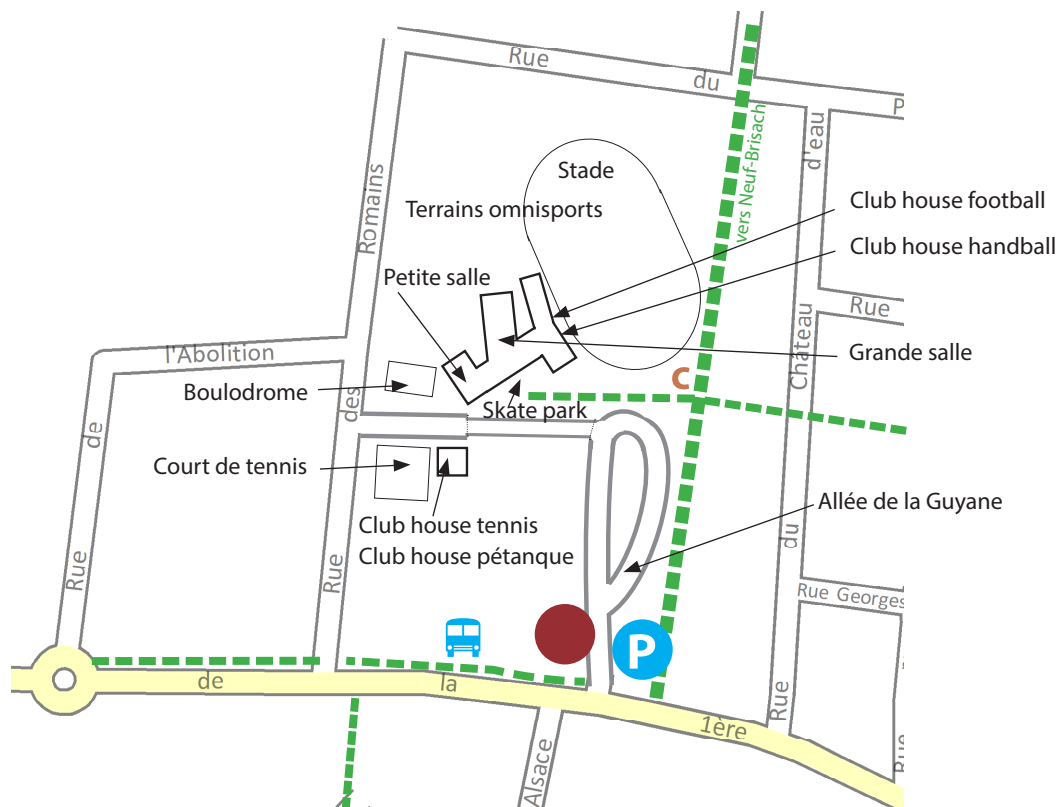 Rue du P
d'eau
Stade
vers Neuf-Brisach
Romains
Terrains omnisports
Club house football
Club house handball
Petite salle
Rue
l'Abolition
Grande salle
Château
Boulodrome
C
des
Skate park
de
Court de tennis
Allée de la Guyane
Club house tennis
Club house pétanque
du
Rue
Rue
Rue Georges
P
de la 1ère
Rue
Rue
Alsace